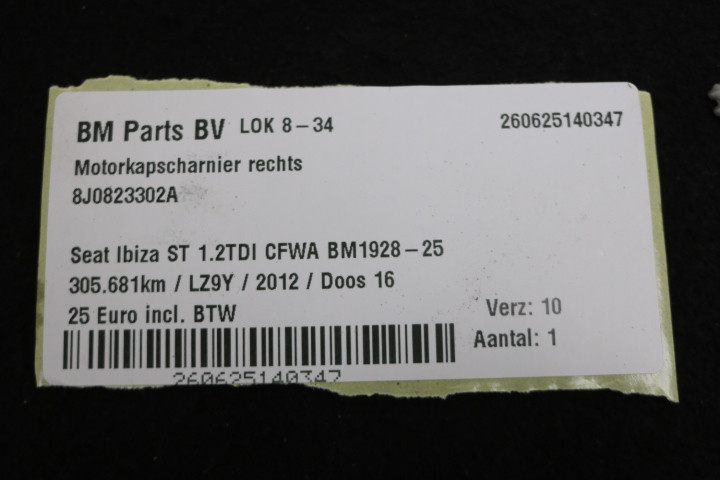 BM Parts BV LOK 8-34 260625140347
Motorkapscharnier rechts
8J0823302A
Seat Ibiza ST 1.2TDI CFWA BM1928-25
305.681km / LZ9Y / 2012 / Doos 16
25 Euro incl. BTW
Verz: 10
Aantal: 1
260625140347